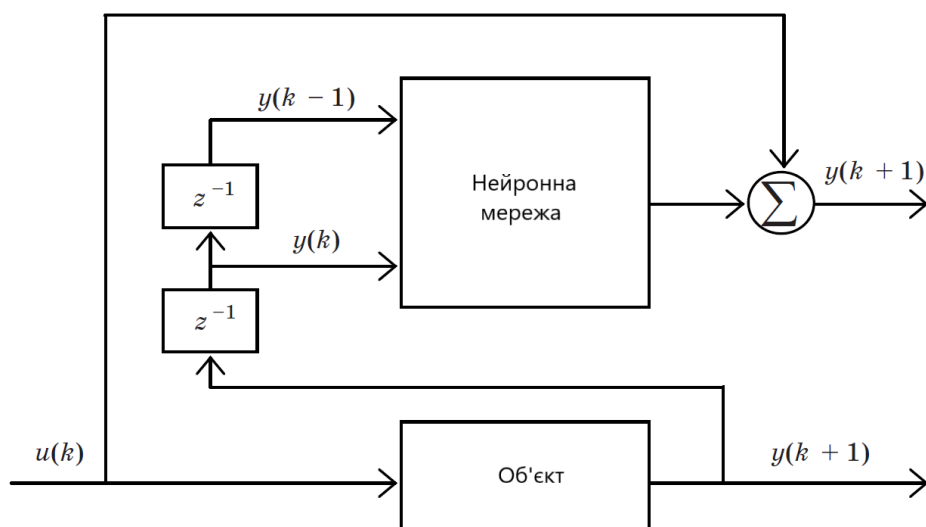 y(k − 1)
z⁻¹
Нейронна
мережа
∑
y(k + 1)
y(k)
z⁻¹
u(k)
Об'єкт
y(k + 1)